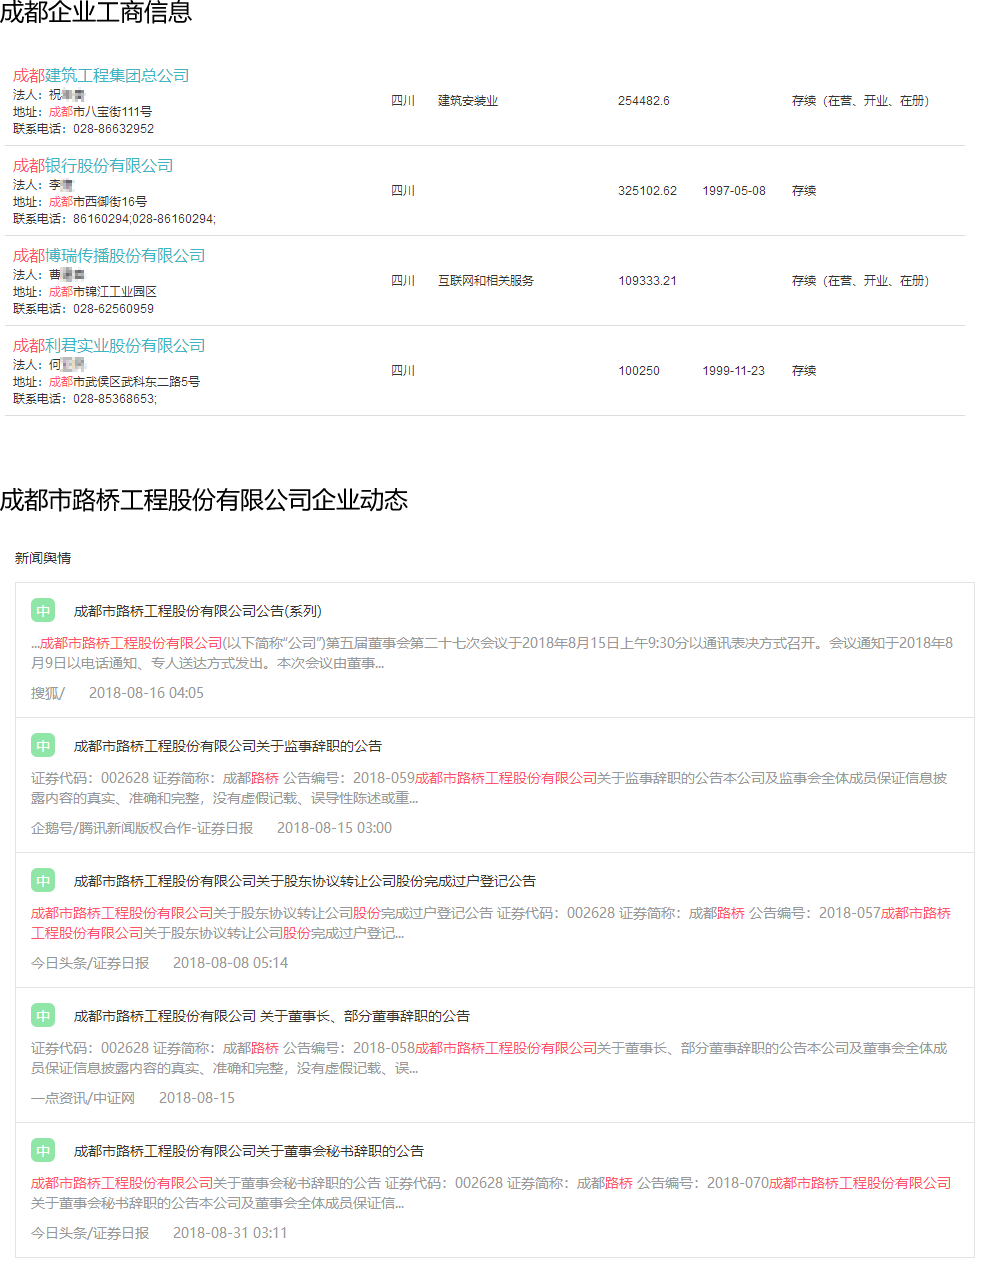 成都企业工商信息
成都建筑工程集团总公司
法人：祝
地址：成都市八宝街111号
联系电话：028-86632952
四川
建筑安装业
254482.6
存续（在营、开业、在册）
成都银行股份有限公司
法人：李
地址：成都市西御街16号
联系电话：86160294;028-86160294;
四川
325102.62
1997-05-08
存续
成都博瑞传播股份有限公司
法人：曹
地址：成都市锦江工业园区
联系电话：028-62560959
四川
互联网和相关服务
109333.21
存续（在营、开业、在册）
成都利君实业股份有限公司
法人：何
地址：成都市武侯区武科东二路5号
联系电话：028-85368653;
四川
100250
1999-11-23
存续
成都市路桥工程股份有限公司企业动态
新闻舆情
中 成都市路桥工程股份有限公司公告(系列)
...成都市路桥工程股份有限公司(以下简称“公司”)第五届董事会第二十七次会议于2018年8月15日上午9:30分以通讯表决方式召开。会议通知于2018年8
月9日以电话通知、专人送达方式发出。本次会议由董事...
搜狐/ 2018-08-16 04:05
中 成都市路桥工程股份有限公司关于监事辞职的公告
证券代码：002628 证券简称：成都路桥 公告编号：2018-059成都市路桥工程股份有限公司关于监事辞职的公告本公司及监事会全体成员保证信息披
露内容的真实、准确和完整，没有虚假记载、误导性陈述或重...
企鹅号/腾讯新闻版权合作-证券日报 2018-08-15 03:00
中 成都市路桥工程股份有限公司关于股东协议转让公司股份完成过户登记公告
成都市路桥工程股份有限公司关于股东协议转让公司股份完成过户登记公告 证券代码：002628 证券简称：成都路桥 公告编号：2018-057成都市路桥
工程股份有限公司关于股东协议转让公司股份完成过户登记...
今日头条/证券日报 2018-08-08 05:14
中 成都市路桥工程股份有限公司 关于董事长、部分董事辞职的公告
证券代码：002628 证券简称：成都路桥 公告编号：2018-058成都市路桥工程股份有限公司关于董事长、部分董事辞职的公告本公司及董事会全体成
员保证信息披露内容的真实、准确和完整，没有虚假记载、误...
一点资讯/中证网 2018-08-15
中 成都市路桥工程股份有限公司关于董事会秘书辞职的公告
成都市路桥工程股份有限公司关于董事会秘书辞职的公告 证券代码：002628 证券简称：成都路桥 公告编号：2018-070成都市路桥工程股份有限公司
关于董事会秘书辞职的公告本公司及董事会全体成员保证信...
今日头条/证券日报 2018-08-31 03:11